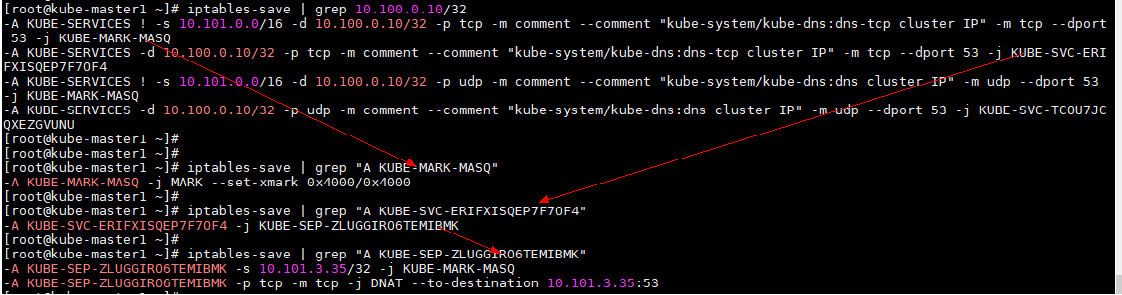 [root@kube-master1 ~]# iptables-save | grep 10.100.0.10/32
-A KUBE-SERVICES ! -s 10.101.0.0/16 -d 10.100.0.10/32 -p tcp -m comment --comment "kube-system/kube-dns:dns-tcp cluster IP" -m tcp --dport
53 -j KUBE-MARK-MASQ
-A KUBE-SERVICES -d 10.100.0.10/32 -p tcp -m comment --comment "kube-system/kube-dns:dns-tcp cluster IP" -m tcp --dport 53 -j KUBE-SVC-ERI
FXISQEP7F7OF4
-A KUBE-SERVICES ! -s 10.101.0.0/16 -d 10.100.0.10/32 -p udp -m comment --comment "kube-system/kube-dns:dns cluster IP" -m udp --dport 53
-j KUBE-MARK-MASQ
-A KUBE-SERVICES -d 10.100.0.10/32 -p udp -m comment --comment "kube-system/kube-dns:dns cluster IP" -m udp --dport 53 -j KUBE-SVC-TCOU7JC
QXEZGVUNU
[root@kube-master1 ~]#
[root@kube-master1 ~]#
[root@kube-master1 ~]# iptables-save | grep "A KUBE-MARK-MASQ"
-A KUBE-MARK-MASQ -j MARK --set-xmark 0x4000/0x4000
[root@kube-master1 ~]#
[root@kube-master1 ~]# iptables-save | grep "A KUBE-SVC-ERIFXISQEP7F7OF4"
-A KUBE-SVC-ERIFXISQEP7F7OF4 -j KUBE-SEP-ZLUGGIRO6TEMIBMK
[root@kube-master1 ~]#
[root@kube-master1 ~]# iptables-save | grep "A KUBE-SEP-ZLUGGIRO6TEMIBMK"
-A KUBE-SEP-ZLUGGIRO6TEMIBMK -s 10.101.3.35/32 -j KUBE-MARK-MASQ
-A KUBE-SEP-ZLUGGIRO6TEMIBMK -p tcp -m tcp -j DNAT --to-destination 10.101.3.35:53
[root@kube-master1 ~]#